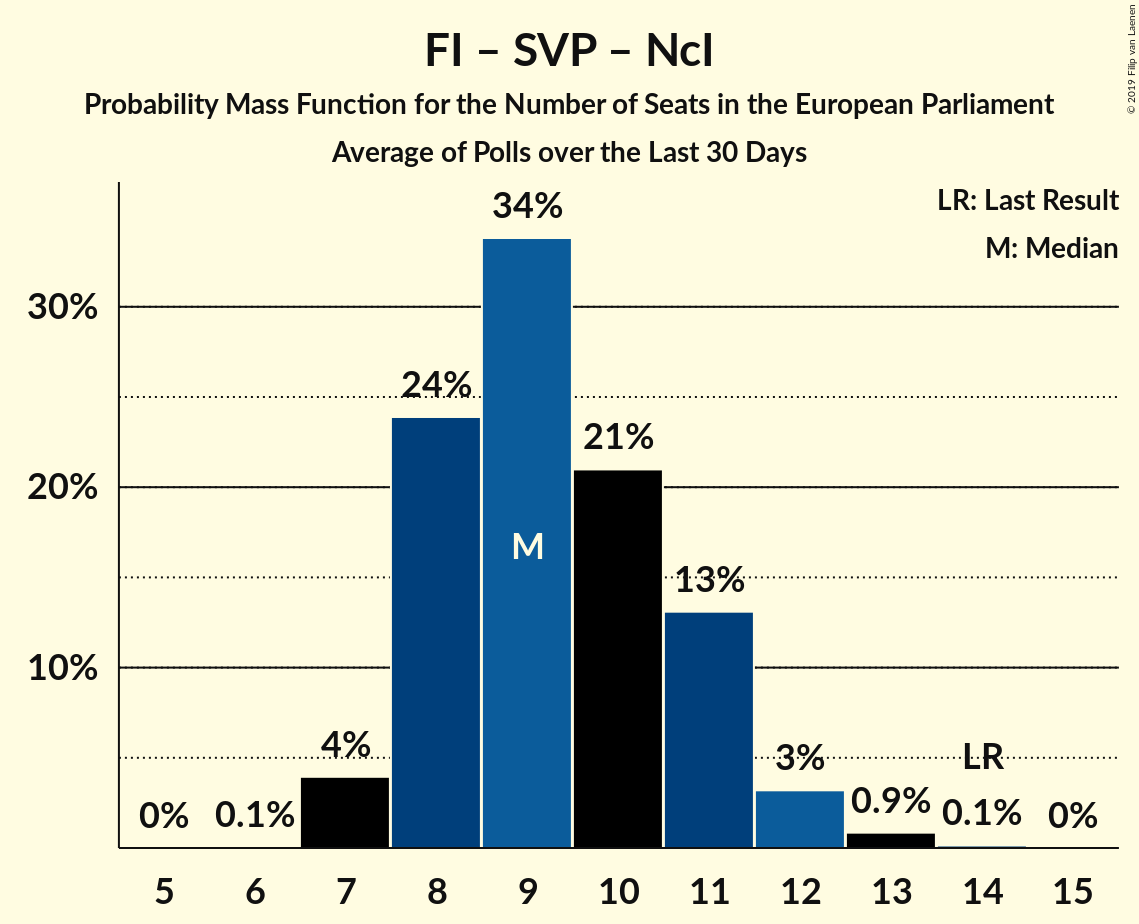 FI – SVP – NcI
Probability Mass Function for the Number of Seats in the European Parliament
Average of Polls over the Last 30 Days
© 2019 Filip van Laenen
LR: Last Result
M: Median
30%
20%
10%
0%
0.1%
4%
24%
34%
21%
13%
3%
0.9%
0.1%
0%
M
LR
5 6 7 8 9 10 11 12 13 14 15